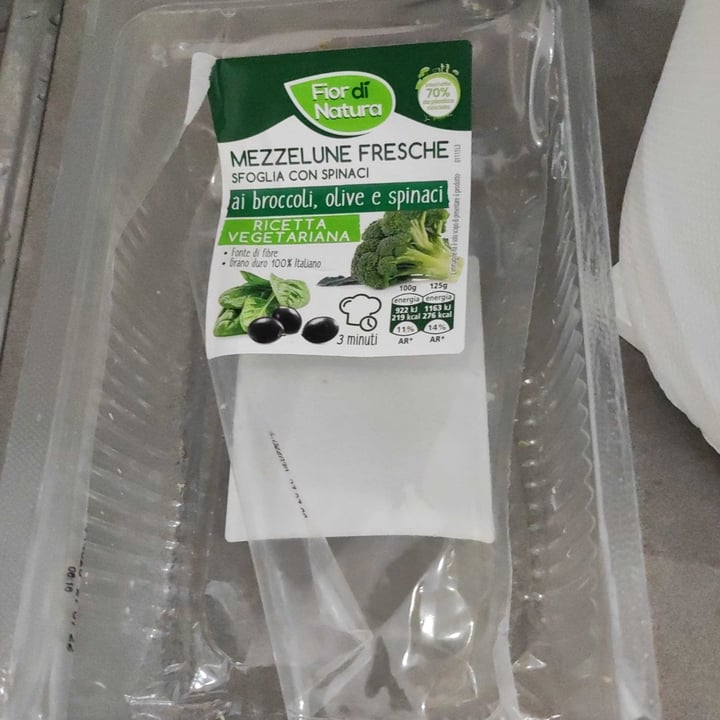 Fior di
Natura
70%
MEZZELUNE FRESCHE
SFOGLIA CON SPINACI
ai broccoli, olive e spinaci
RICETTA
VEGETARIANA
• Fonte di fibre
• Grano duro 100% Italiano
100g 125g
energia energia
922 kJ 1163 kJ
219 kcal 276 kcal
11% 14%
AR* AR*
3 minuti